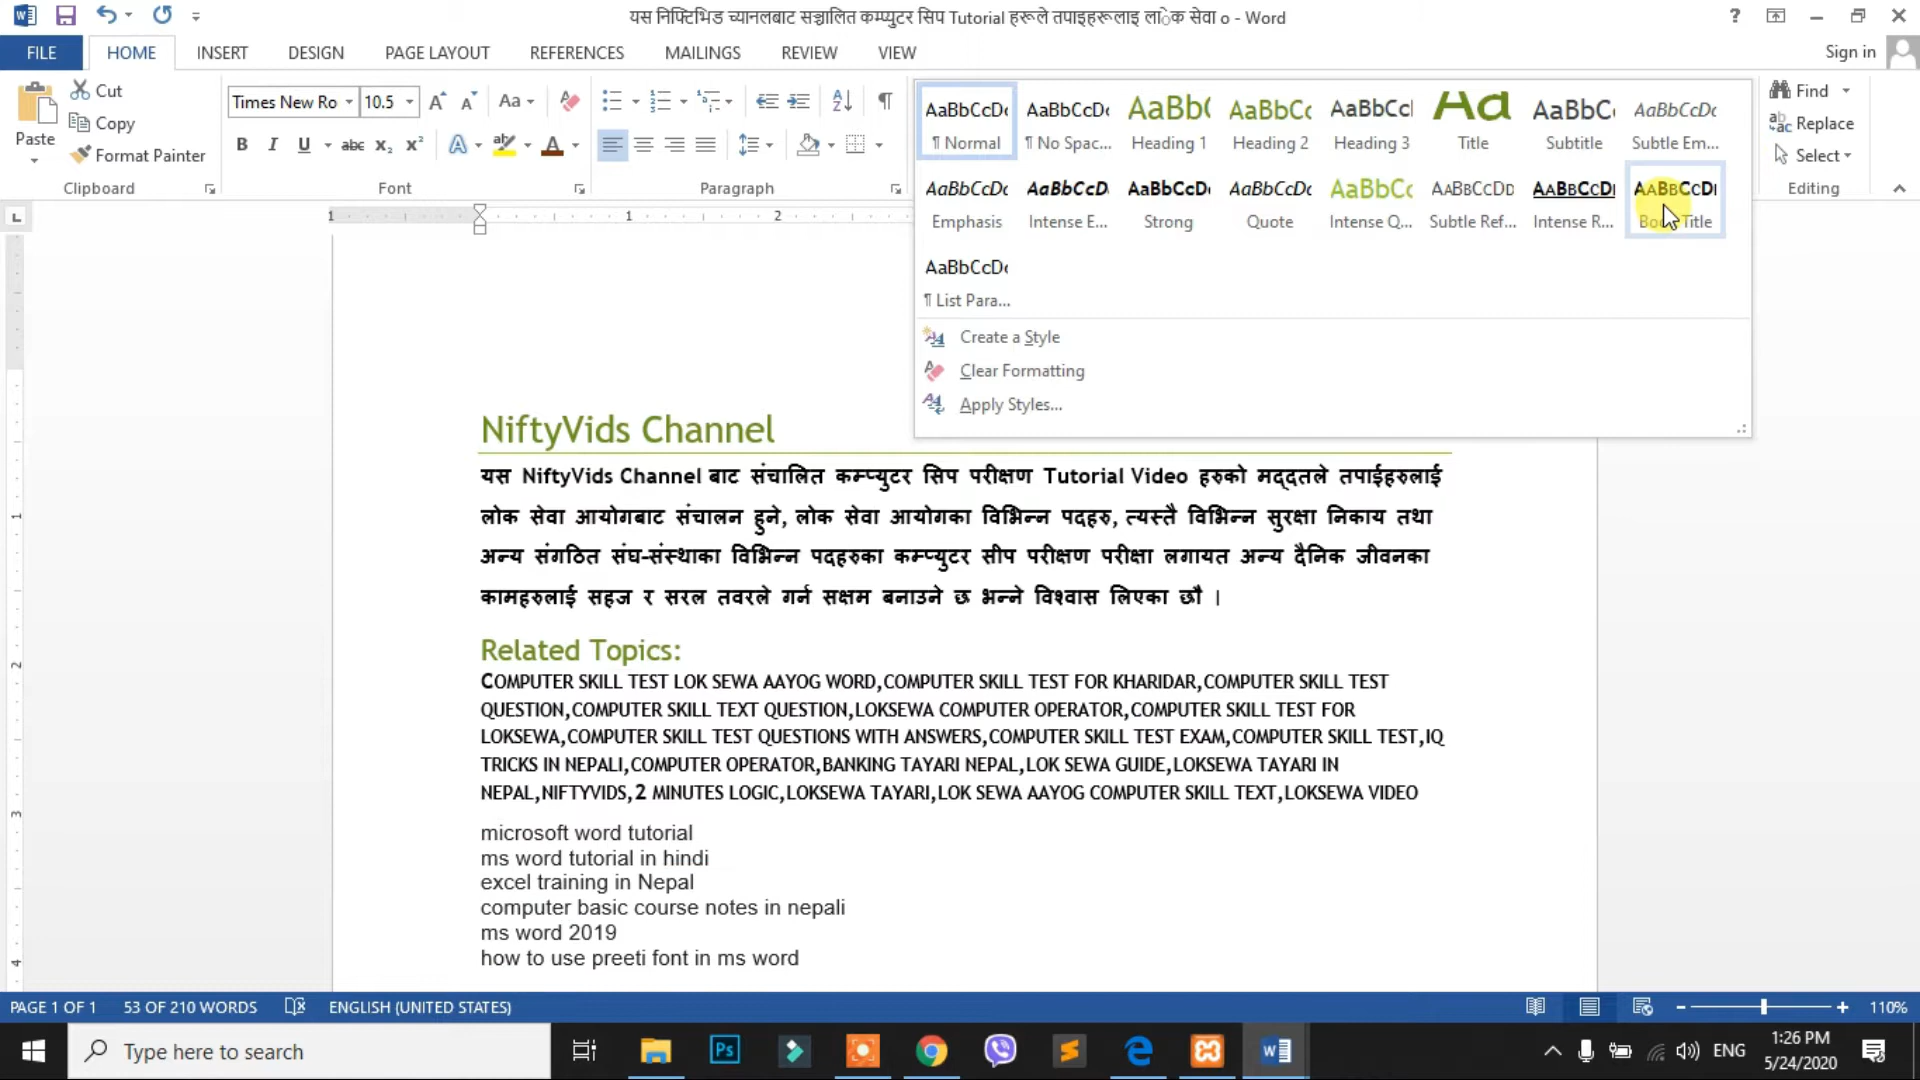 यस निफ्टिभिड च्यानलबाट सञ्चालित कम्प्युटर सिप Tutorial हरूले तपाइहरूलाइ लाेक सेवा o - Word
Sign in
FILE HOME INSERT DESIGN PAGE LAYOUT REFERENCES MAILINGS REVIEW VIEW
Paste
Cut
Copy
Format Painter
Clipboard
Times New Ro 10.5
Font
Paragraph
AaBbCcDc AaBbCcDc AaBb( AaBbCc AaBbCcl Aa AaBbC AaBbCcDc
¶ Normal ¶ No Spac... Heading 1 Heading 2 Heading 3 Title Subtitle Subtle Em...
AaBbCcDc AaBbCcD. AaBbCcDc AaBbCcDc AaBbCc AABBCCDD AABBCCDI AABBCCDI
Emphasis Intense E... Strong Quote Intense Q... Subtle Ref... Intense R... Title
AaBbCcDc
¶ List Para...
Create a Style
Clear Formatting
Apply Styles...
Find
Replace
Select
Editing
NiftyVids Channel
यस NiftyVids Channel बाट संचालित कम्प्युटर सिप परीक्षण Tutorial Video हरुको मद्दतले तपाईहरुलाई
लोक सेवा आयोगबाट संचालन हुने, लोक सेवा आयोगका विभिन्न पदहरु, त्यस्तै विभिन्न सुरक्षा निकाय तथा
अन्य संगठित संघ-संस्थाका विभिन्न पदहरुका कम्प्युटर सीप परीक्षण परीक्षा लगायत अन्य दैनिक जीवनका
कामहरुलाई सहज र सरल तवरले गर्न सक्षम बनाउने छ भन्ने विश्वास लिएका छौ ।
Related Topics:
COMPUTER SKILL TEST LOK SEWA AAYOG WORD,COMPUTER SKILL TEST FOR KHARIDAR,COMPUTER SKILL TEST
QUESTION,COMPUTER SKILL TEXT QUESTION,LOKSEWA COMPUTER OPERATOR,COMPUTER SKILL TEST FOR
LOKSEWA,COMPUTER SKILL TEST QUESTIONS WITH ANSWERS,COMPUTER SKILL TEST EXAM,COMPUTER SKILL TEST,IQ
TRICKS IN NEPALI,COMPUTER OPERATOR,BANKING TAYARI NEPAL,LOK SEWA GUIDE,LOKSEWA TAYARI IN
NEPAL,NIFTYVIDS,2 MINUTES LOGIC,LOKSEWA TAYARI,LOK SEWA AAYOG COMPUTER SKILL TEXT,LOKSEWA VIDEO
microsoft word tutorial
ms word tutorial in hindi
excel training in Nepal
computer basic course notes in nepali
ms word 2019
how to use preeti font in ms word
PAGE 1 OF 1 53 OF 210 WORDS ENGLISH (UNITED STATES) 110%
Type here to search
ENG
1:26 PM
5/24/2020